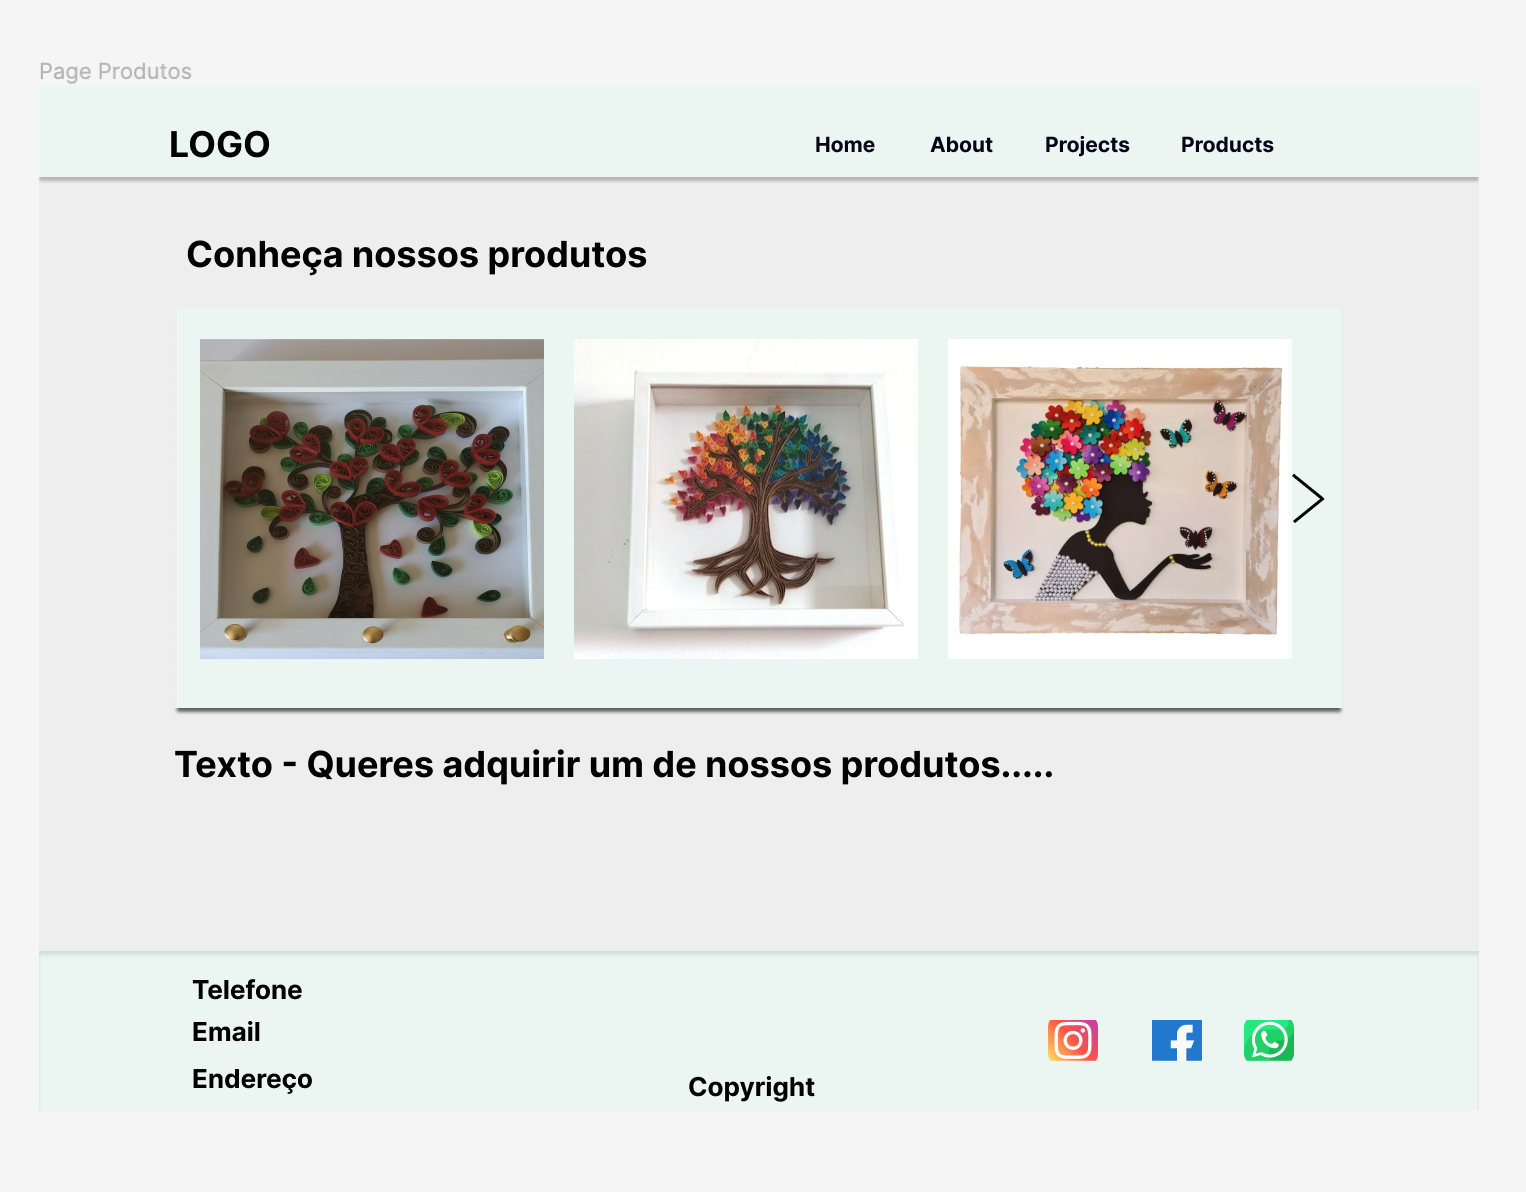 Page Produtos
LOGO
Home About Projects Products
Conheça nossos produtos
Texto - Queres adquirir um de nossos produtos.....
Telefone
Email
Endereço
Copyright